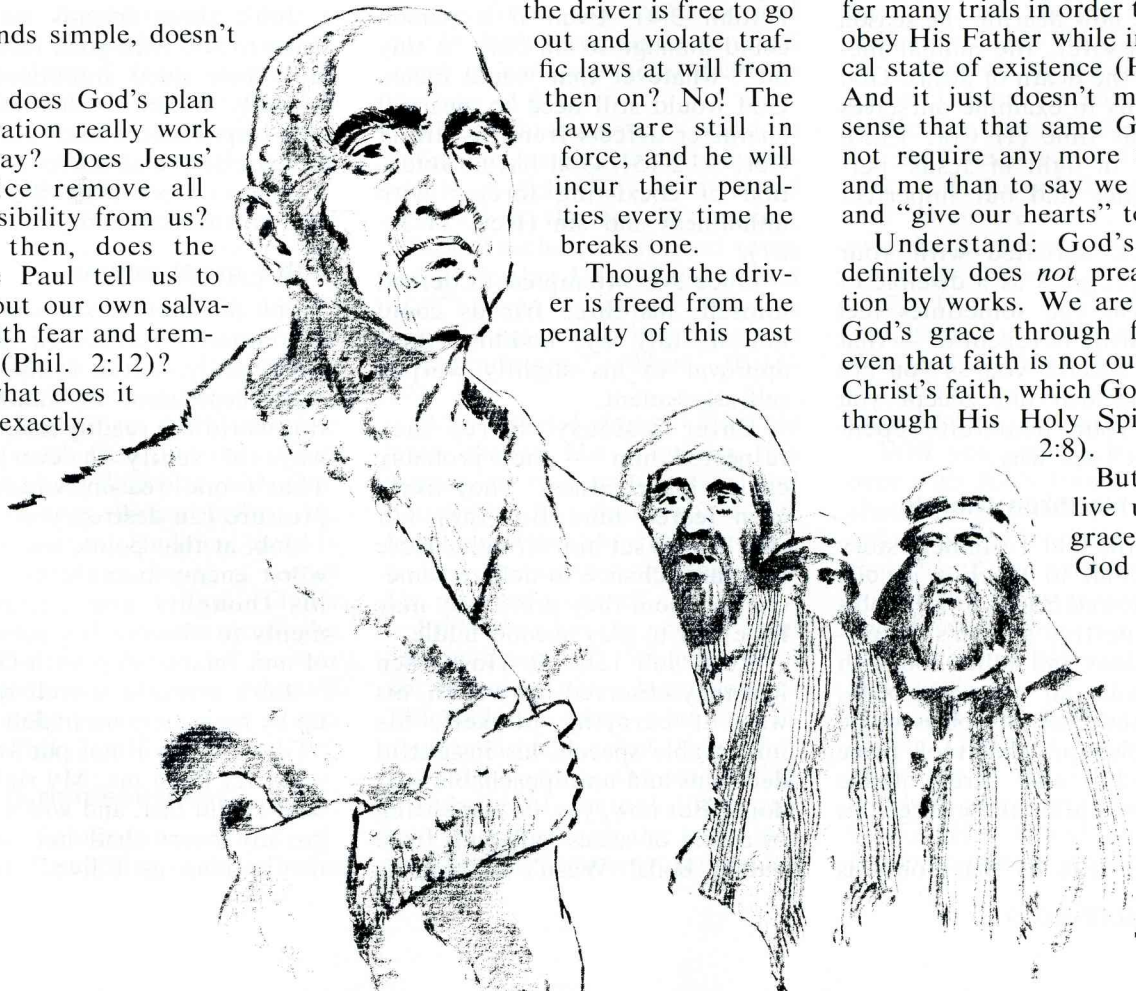 nds simple, doesn't
does God's plan
ation really work
ay? Does Jesus'
ce remove all
sibility from us?
then, does the
Paul tell us to
out our own salva-
th fear and trem-
(Phil. 2:12)?
what does it
exactly,
the driver is free to go
out and violate traf-
fic laws at will from
then on? No! The
laws are still in
force, and he will
incur their penal-
ties every time he
breaks one.
Though the driv-
er is freed from the
penalty of this past
fer many trials in order t
obey His Father while i
cal state of existence (H
And it just doesn't m
sense that that same G
not require any more
and me than to say we
and “give our hearts” t
Understand: God's
definitely does not prea
tion by works. We are
God's grace through f
even that faith is not ou
Christ's faith, which Go
through His Holy Spi
2:8).
But
live u
grace
God